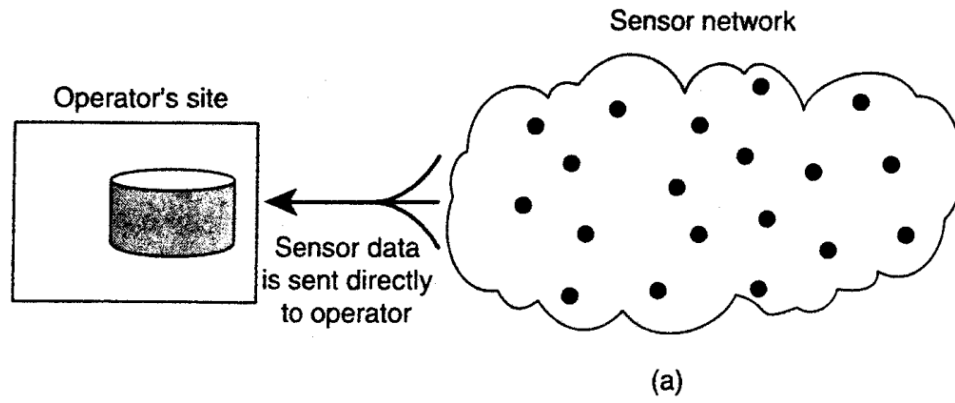 Sensor network
Operator's site
Sensor data
is sent directly
to operator
(a)